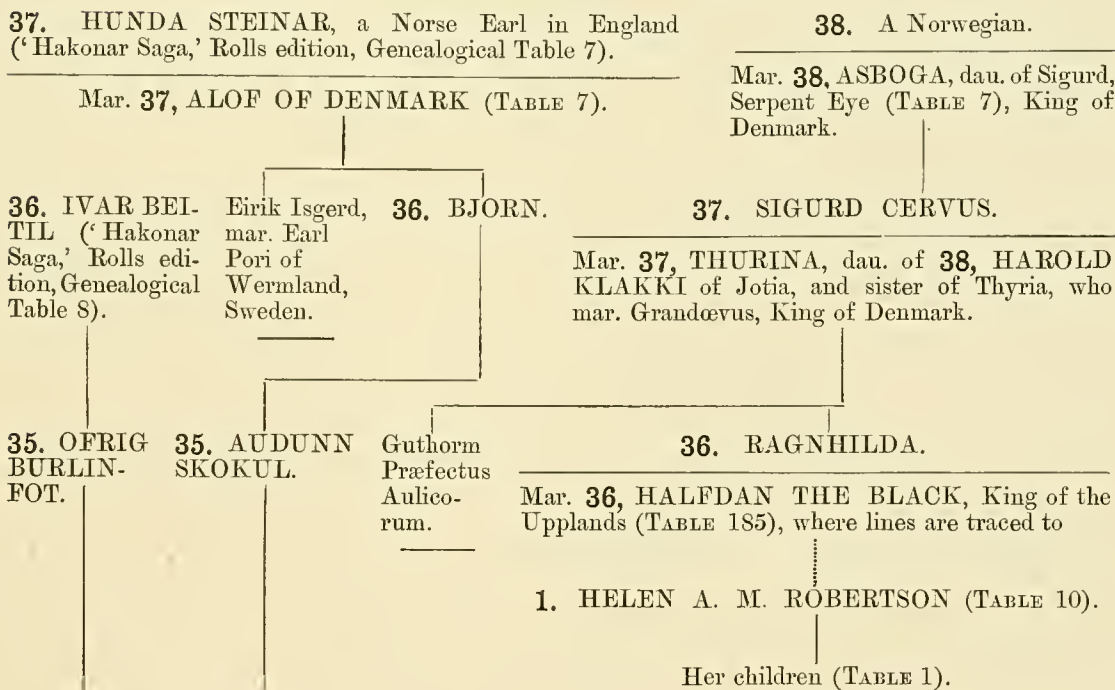 37. HUNDA STEINAR, a Norse Earl in England
(‘Hakonar Saga,’ Rolls edition, Genealogical Table 7).
Mar. 37, ALOF OF DENMARK (TABLE 7).
38. A Norwegian.
Mar. 38, ASBOGA, dau. of Sigurd,
Serpent Eye (TABLE 7), King of
Denmark.
36. IVAR BEI-
TIL (‘Hakonar
Saga,’ Rolls edi-
tion, Genealogical
Table 8).
Eirik Isgerd,
mar. Earl
Pori of
Wermland,
Sweden.
36. BJORN.
37. SIGURD CERVUS.
Mar. 37, THURINA, dau. of 38, HAROLD
KLAKKI of Jotia, and sister of Thyria, who
mar. Grandœvus, King of Denmark.
35. OFRIG
BURLIN-
FOT.
35. AUDUNN
SKOKUL.
Guthorm
Præfectus
Aulico-
rum.
36. RAGNHILDA.
Mar. 36, HALFDAN THE BLACK, King of the
Upplands (TABLE 185), where lines are traced to
1. HELEN A. M. ROBERTSON (TABLE 10).
Her children (TABLE 1).